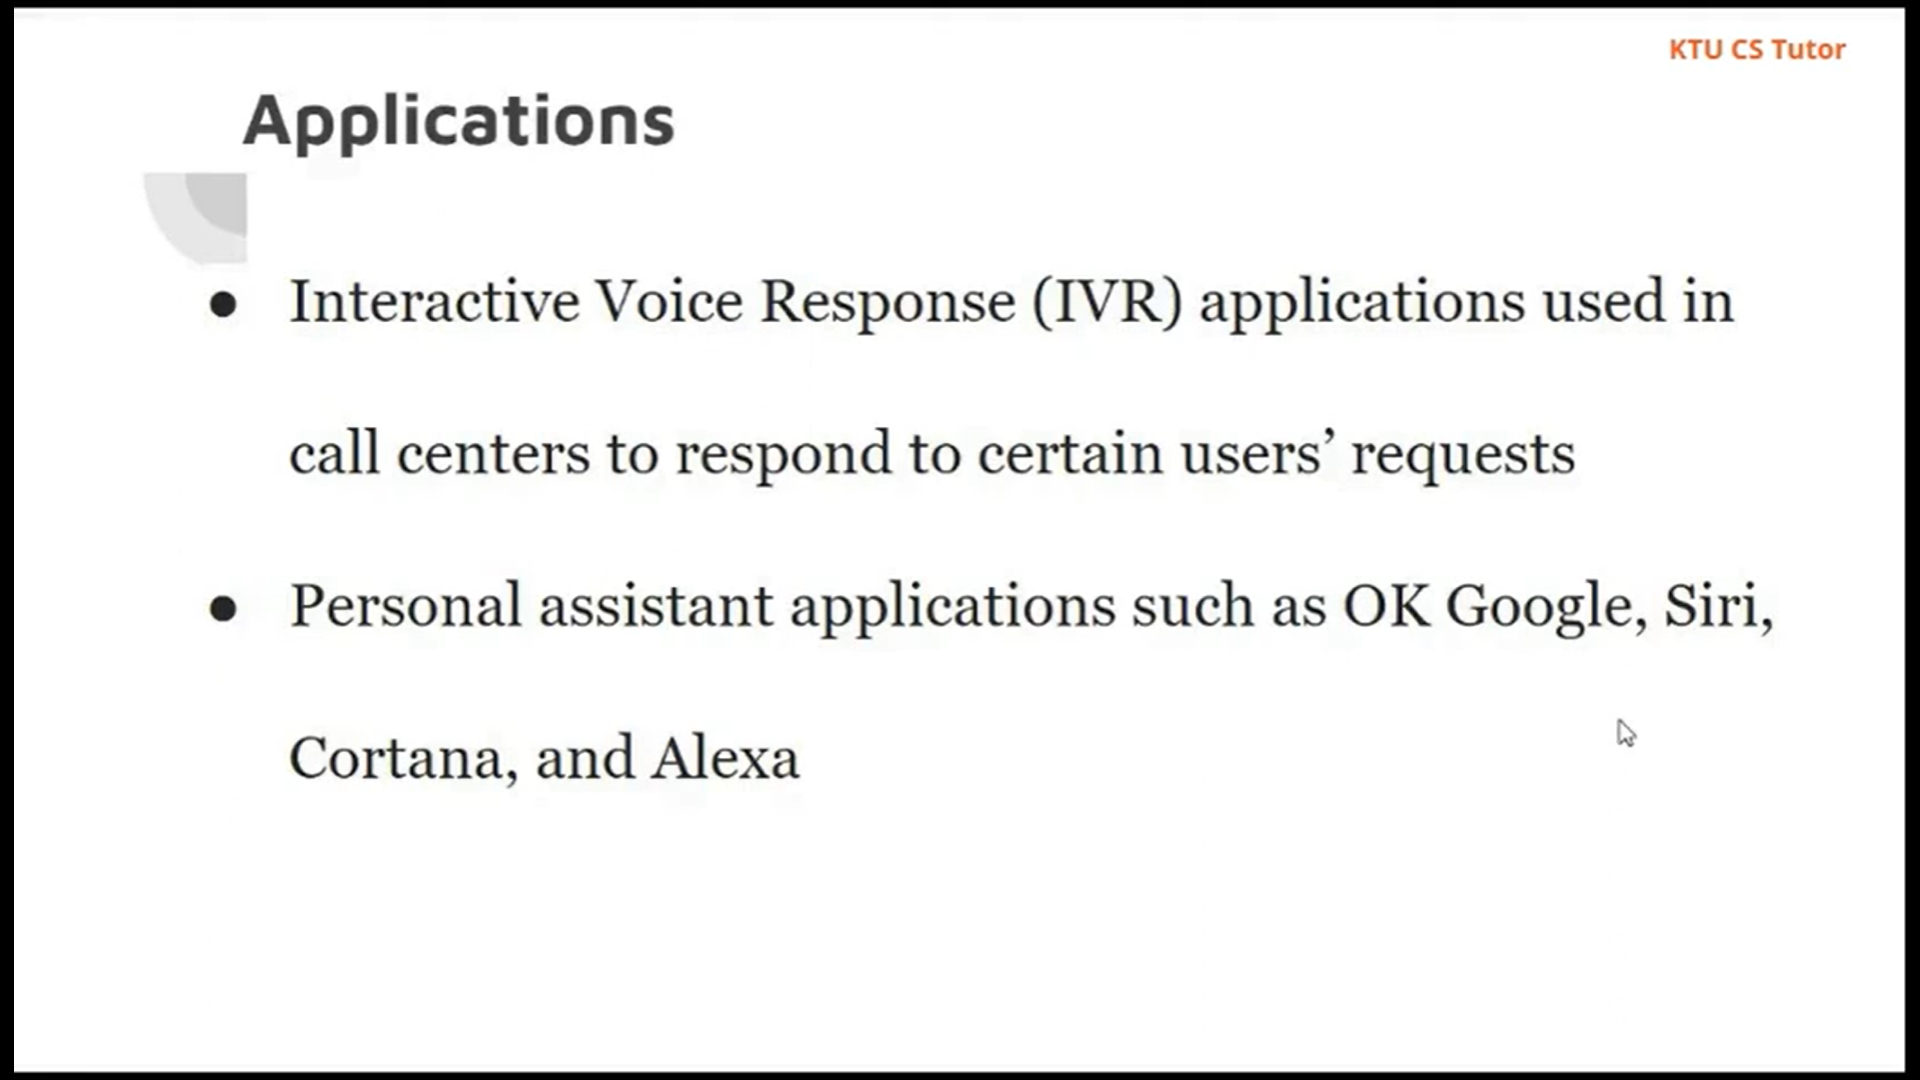 KTU CS Tutor
Applications
● Interactive Voice Response (IVR) applications used in
call centers to respond to certain users’ requests
● Personal assistant applications such as OK Google, Siri,
Cortana, and Alexa